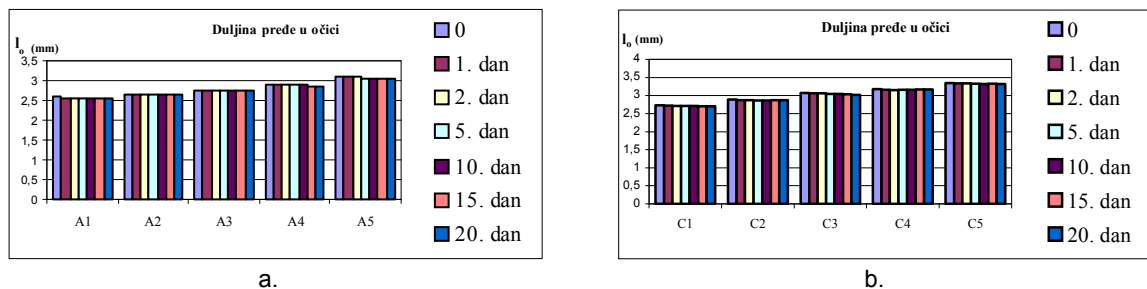 Duljina pređe u očici
lo (mm)
3,5
3
2,5
2
1,5
1
0,5
0
A1 A2 A3 A4 A5
0
1. dan
2. dan
5. dan
10. dan
15. dan
20. dan
a.
Duljina pređe u očici
lo (mm)
4
3,5
3
2,5
2
1,5
1
0,5
0
C1 C2 C3 C4 C5
0
1. dan
2. dan
5. dan
10. dan
15. dan
20. dan
b.